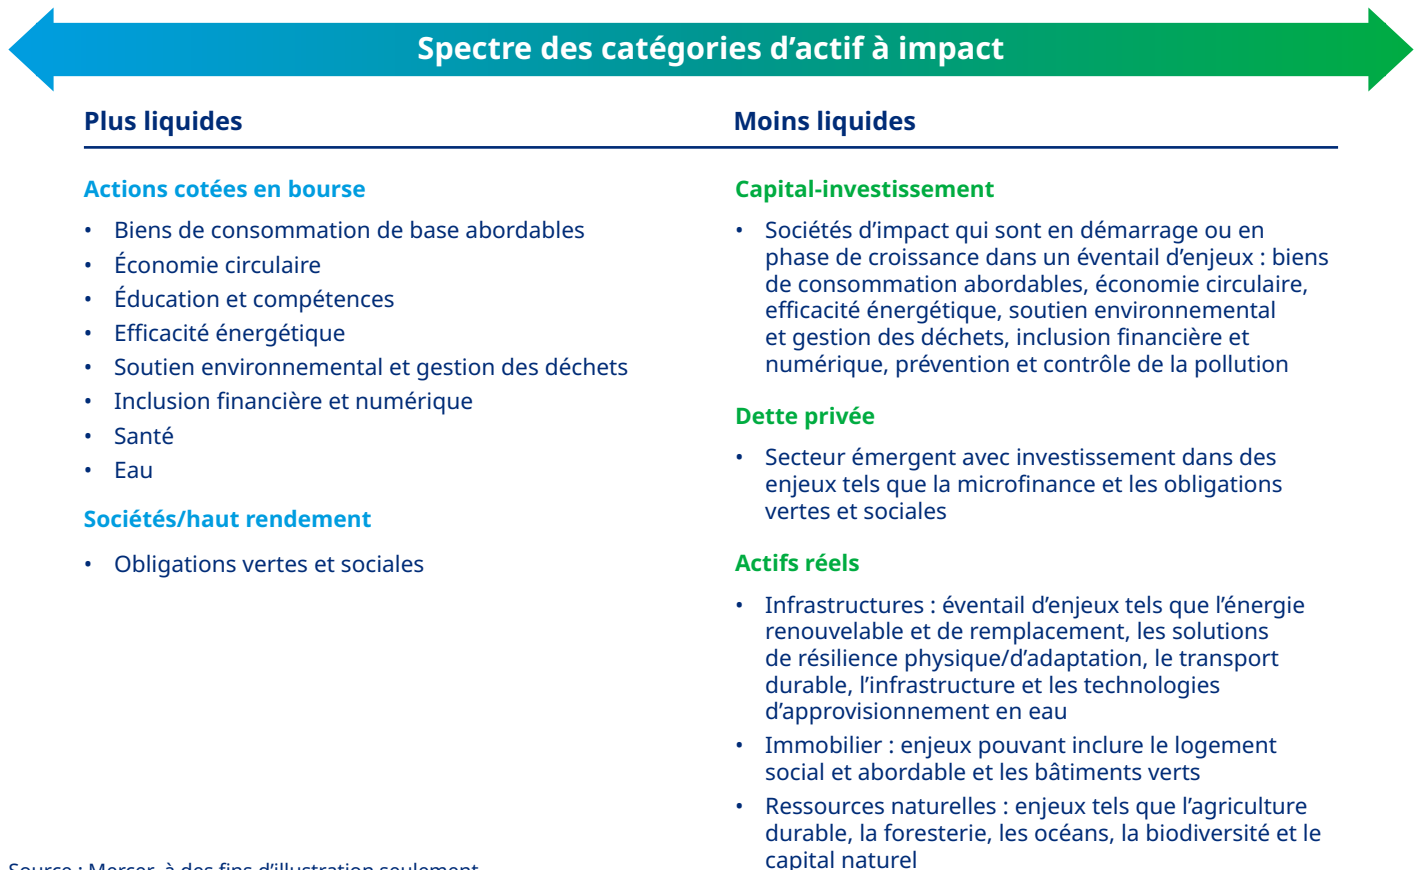 Spectre des catégories d’actif à impact
Plus liquides
Actions cotées en bourse
• Biens de consommation de base abordables
• Économie circulaire
• Éducation et compétences
• Efficacité énergétique
• Soutien environnemental et gestion des déchets
• Inclusion financière et numérique
• Santé
• Eau
Sociétés/haut rendement
• Obligations vertes et sociales
Moins liquides
Capital-investissement
• Sociétés d’impact qui sont en démarrage ou en
phase de croissance dans un éventail d’enjeux : biens
de consommation abordables, économie circulaire,
efficacité énergétique, soutien environnemental
et gestion des déchets, inclusion financière et
numérique, prévention et contrôle de la pollution
Dette privée
• Secteur émergent avec investissement dans des
enjeux tels que la microfinance et les obligations
vertes et sociales
Actifs réels
• Infrastructures : éventail d’enjeux tels que l’énergie
renouvelable et de remplacement, les solutions
de résilience physique/d’adaptation, le transport
durable, l’infrastructure et les technologies
d’approvisionnement en eau
• Immobilier : enjeux pouvant inclure le logement
social et abordable et les bâtiments verts
• Ressources naturelles : enjeux tels que l’agriculture
durable, la foresterie, les océans, la biodiversité et le
capital naturel
Source : Mercer, à des fins d’illustration seulement